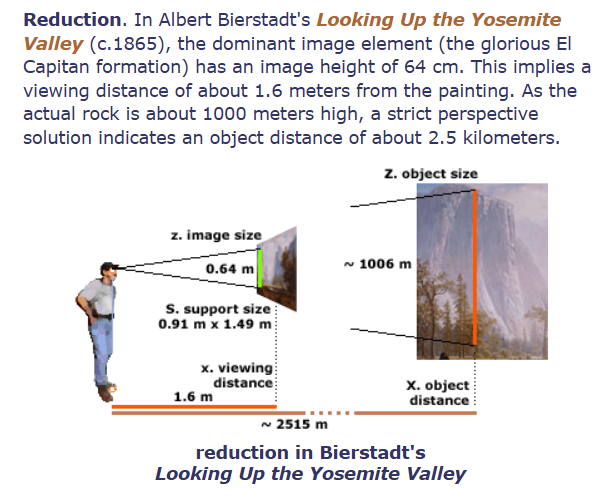 Reduction. In Albert Bierstadt's Looking Up the Yosemite
Valley (c.1865), the dominant image element (the glorious El
Capitan formation) has an image height of 64 cm. This implies a
viewing distance of about 1.6 meters from the painting. As the
actual rock is about 1000 meters high, a strict perspective
solution indicates an object distance of about 2.5 kilometers.
Z. object size
z. image size
0.64 m
~ 1006 m
S. support size
0.91 m x 1.49 m
x. viewing
distance
1.6 m
X. object
distance
~ 2515 m
reduction in Bierstadt's
Looking Up the Yosemite Valley